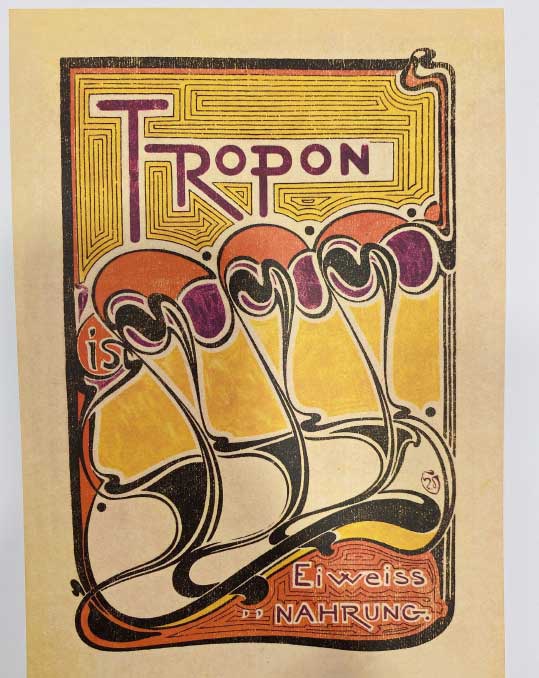 TROPON
is
Eiweiss
NAHRUNG.